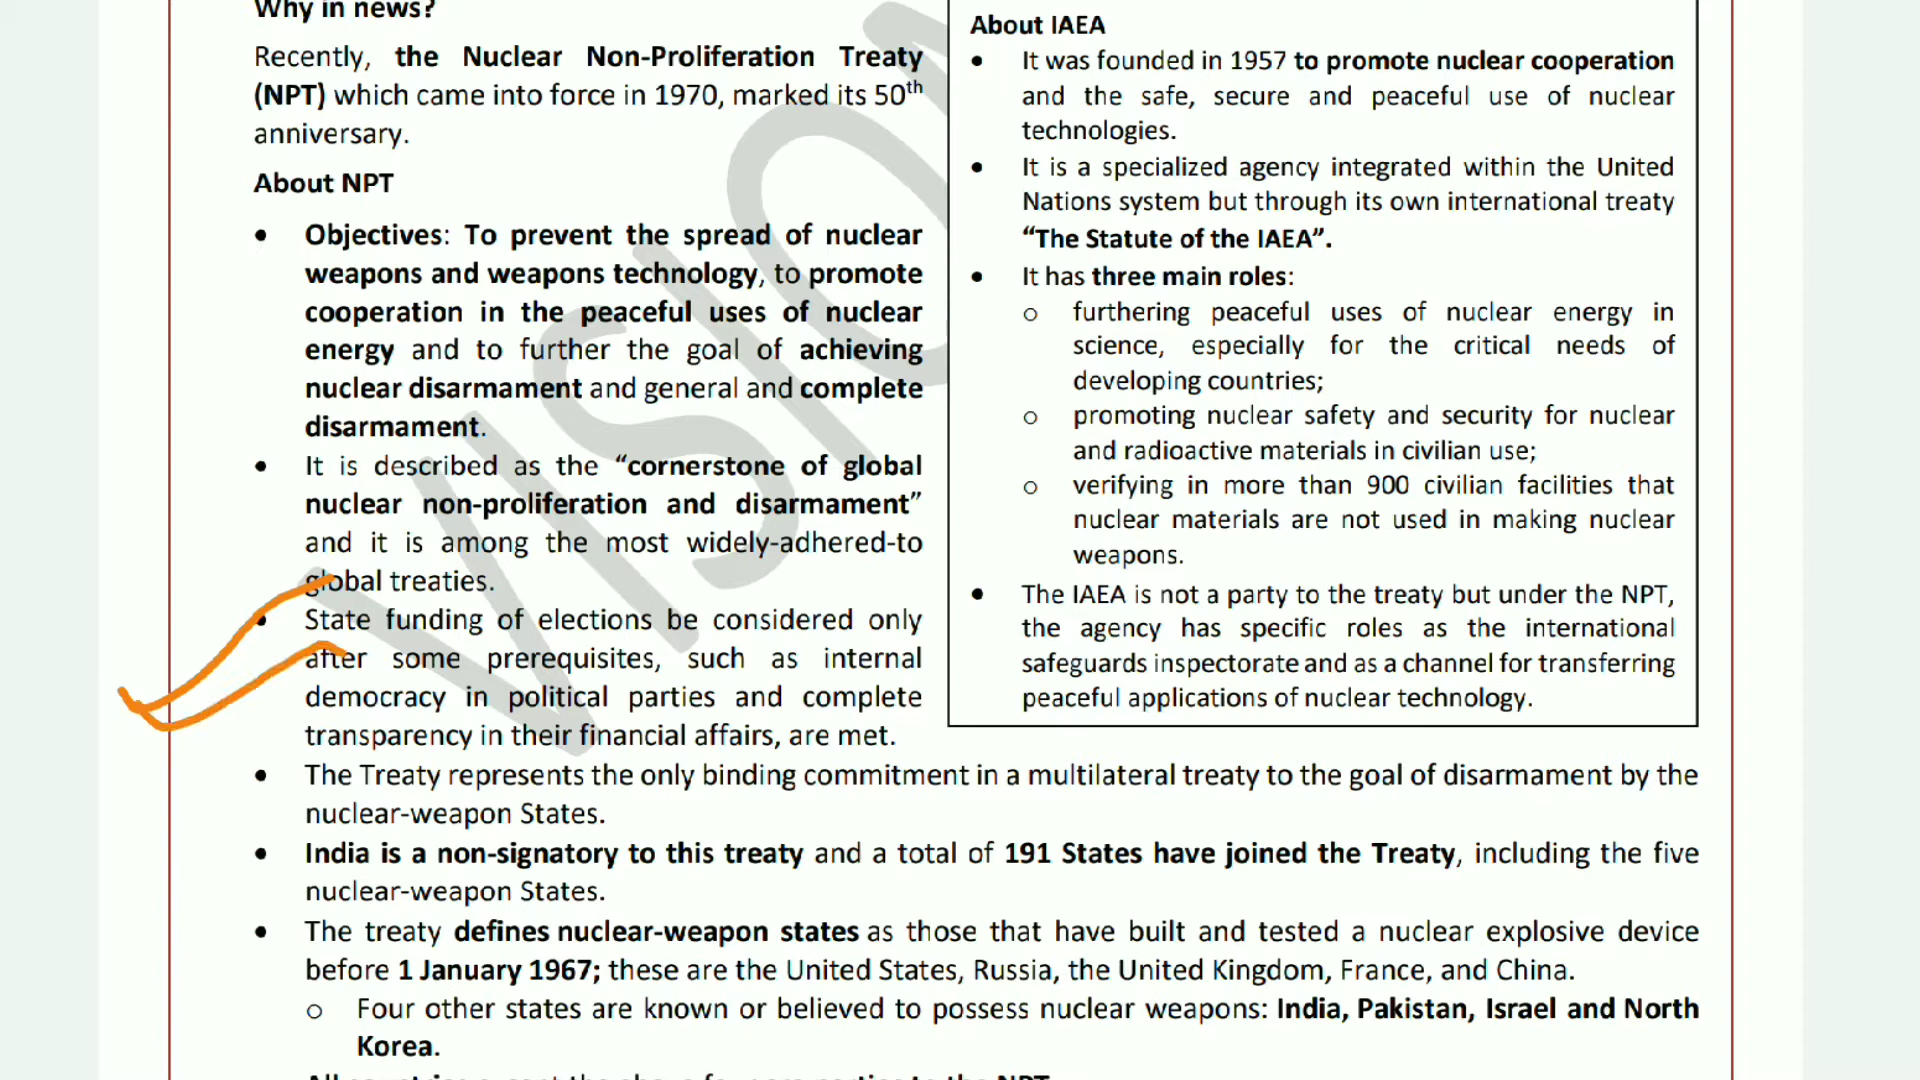 Why in news?
Recently, the Nuclear Non-Proliferation Treaty
(NPT) which came into force in 1970, marked its 50th
anniversary.
About NPT
• Objectives: To prevent the spread of nuclear
weapons and weapons technology, to promote
cooperation in the peaceful uses of nuclear
energy and to further the goal of achieving
nuclear disarmament and general and complete
disarmament.
• It is described as the “cornerstone of global
nuclear non-proliferation and disarmament”
and it is among the most widely-adhered-to
global treaties.
• State funding of elections be considered only
after some prerequisites, such as internal
democracy in political parties and complete
transparency in their financial affairs, are met.
About IAEA
• It was founded in 1957 to promote nuclear cooperation
and the safe, secure and peaceful use of nuclear
technologies.
• It is a specialized agency integrated within the United
Nations system but through its own international treaty
“The Statute of the IAEA”.
• It has three main roles:
o furthering peaceful uses of nuclear energy in
science, especially for the critical needs of
developing countries;
o promoting nuclear safety and security for nuclear
and radioactive materials in civilian use;
o verifying in more than 900 civilian facilities that
nuclear materials are not used in making nuclear
weapons.
• The IAEA is not a party to the treaty but under the NPT,
the agency has specific roles as the international
safeguards inspectorate and as a channel for transferring
peaceful applications of nuclear technology.
• The Treaty represents the only binding commitment in a multilateral treaty to the goal of disarmament by the
nuclear-weapon States.
• India is a non-signatory to this treaty and a total of 191 States have joined the Treaty, including the five
nuclear-weapon States.
• The treaty defines nuclear-weapon states as those that have built and tested a nuclear explosive device
before 1 January 1967; these are the United States, Russia, the United Kingdom, France, and China.
o Four other states are known or believed to possess nuclear weapons: India, Pakistan, Israel and North
Korea.
VISIO